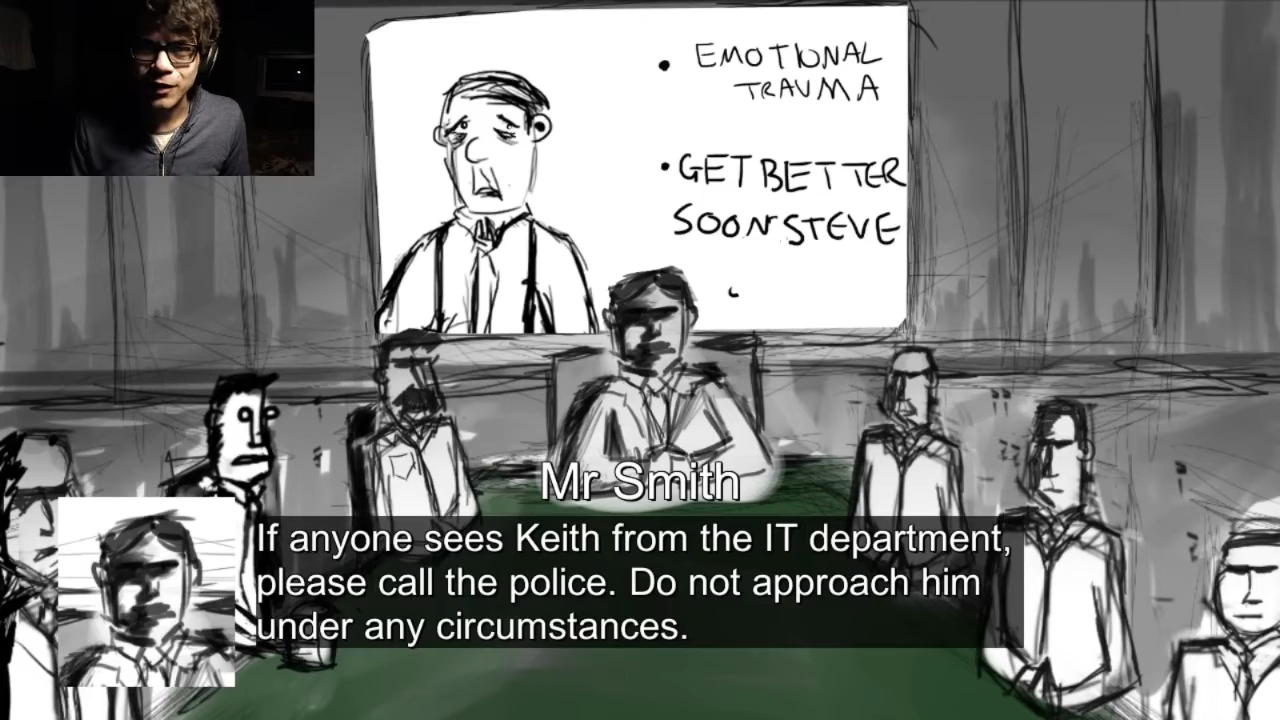 • EMOTIONAL
TRAUMA
• GET BETTER
SOON STEVE
Mr Smith
If anyone sees Keith from the IT department,
please call the police. Do not approach him
under any circumstances.